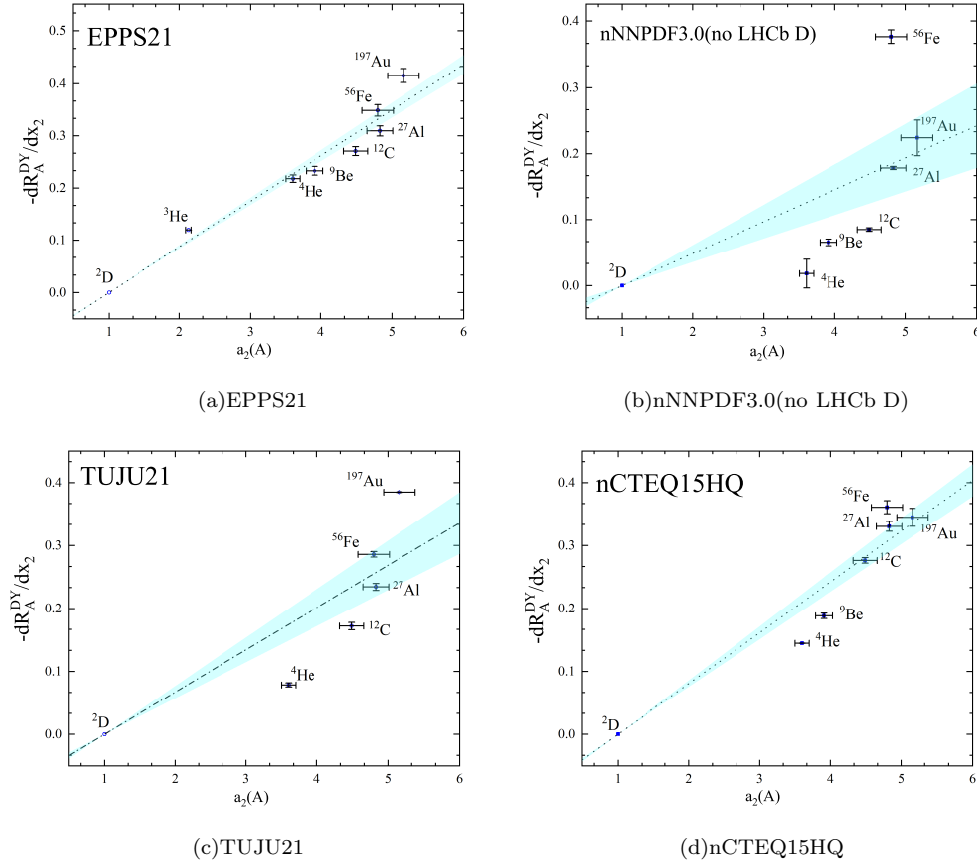 EPPS21
-dR_A^DY/dx_2
0.5
0.4
0.3
0.2
0.1
0.0
^197Au
^56Fe
^27Al
^12C
^9Be
^4He
^3He
^2D
1 2 3 4 5 6
a_2(A)
(a)EPPS21
nNNPDF3.0(no LHCb D)
-dR_A^DY/dx_2
0.4
0.3
0.2
0.1
0.0
^56Fe
^197Au
^27Al
^12C
^9Be
^4He
^2D
1 2 3 4 5 6
a_2(A)
(b)nNNPDF3.0(no LHCb D)
TUJU21
-dR_A^DY/dx_2
0.4
0.3
0.2
0.1
0.0
^197Au
^56Fe
^27Al
^12C
^4He
^2D
1 2 3 4 5 6
a_2(A)
(c)TUJU21
nCTEQ15HQ
-dR_A^DY/dx_2
0.4
0.3
0.2
0.1
0.0
^56Fe
^27Al
^197Au
^12C
^9Be
^4He
^2D
1 2 3 4 5 6
a_2(A)
(d)nCTEQ15HQ